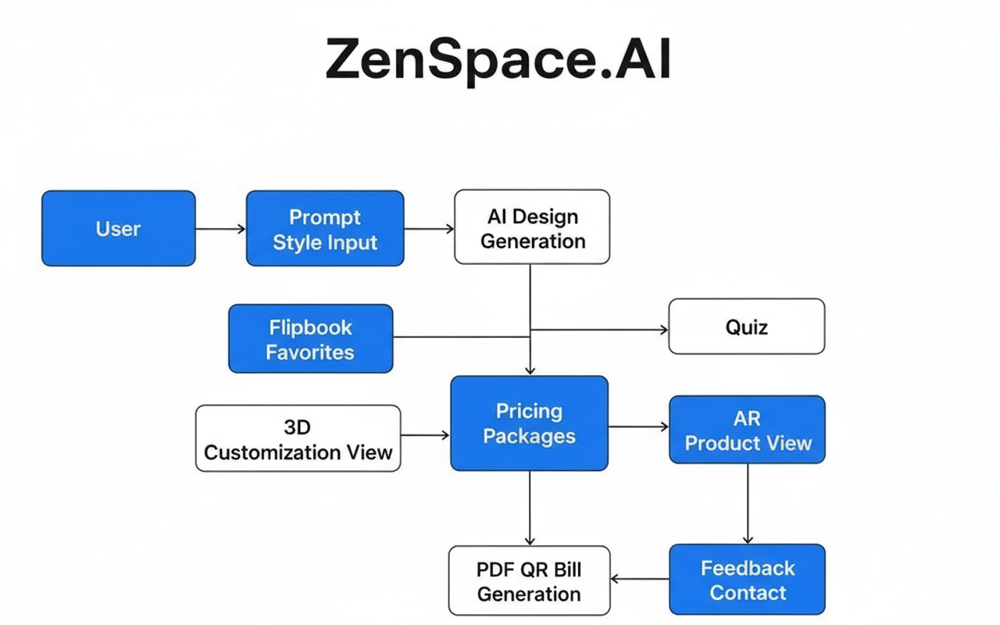 ZenSpace.AI
User
Prompt
Style Input
AI Design
Generation
Flipbook
Favorites
Quiz
3D
Customization View
Pricing
Packages
AR
Product View
PDF QR Bill
Generation
Feedback
Contact